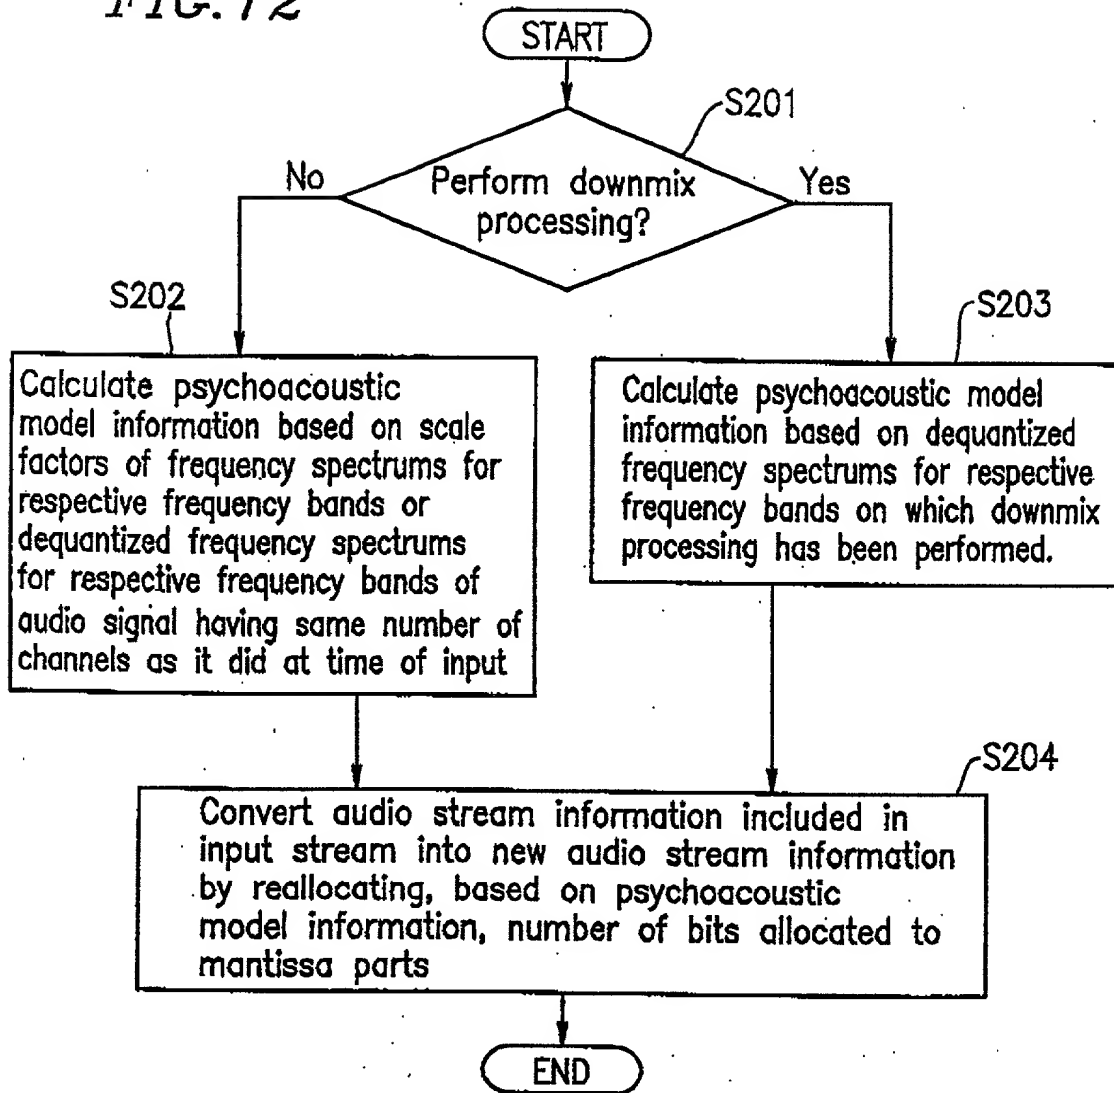 FIG. 12
START
S201
No
Perform downmix
processing?
Yes
S202
Calculate psychoacoustic
model information based on scale
factors of frequency spectrums for
respective frequency bands or
dequantized frequency spectrums
for respective frequency bands of
audio signal having same number of
channels as it did at time of input
S203
Calculate psychoacoustic model
information based on dequantized
frequency spectrums for respective
frequency bands on which downmix
processing has been performed.
S204
Convert audio stream information included in
input stream into new audio stream information
by reallocating, based on psychoacoustic
model information, number of bits allocated to
mantissa parts
END